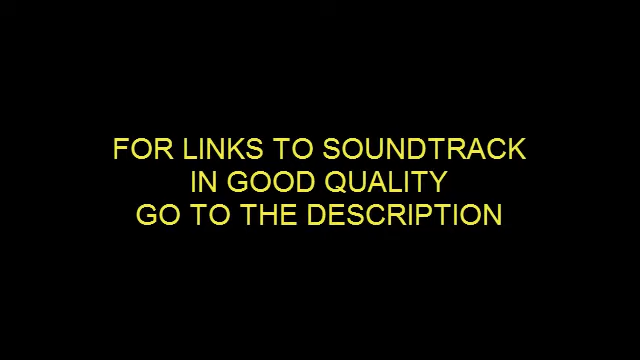 FOR LINKS TO SOUNDTRACK
IN GOOD QUALITY
GO TO THE DESCRIPTION